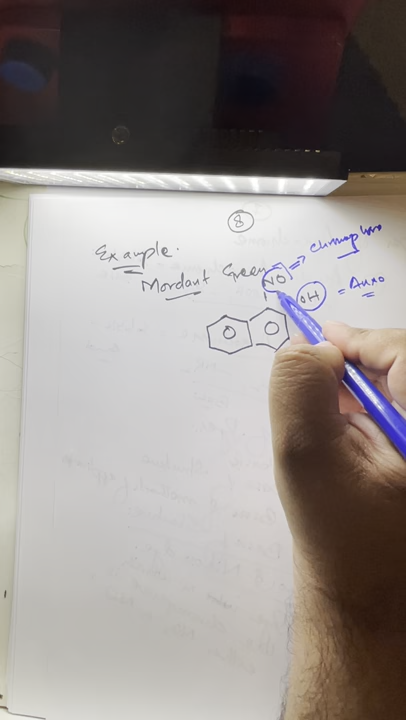 8
Example.
Mordant Green
NO => chromophore
OH = Auxo